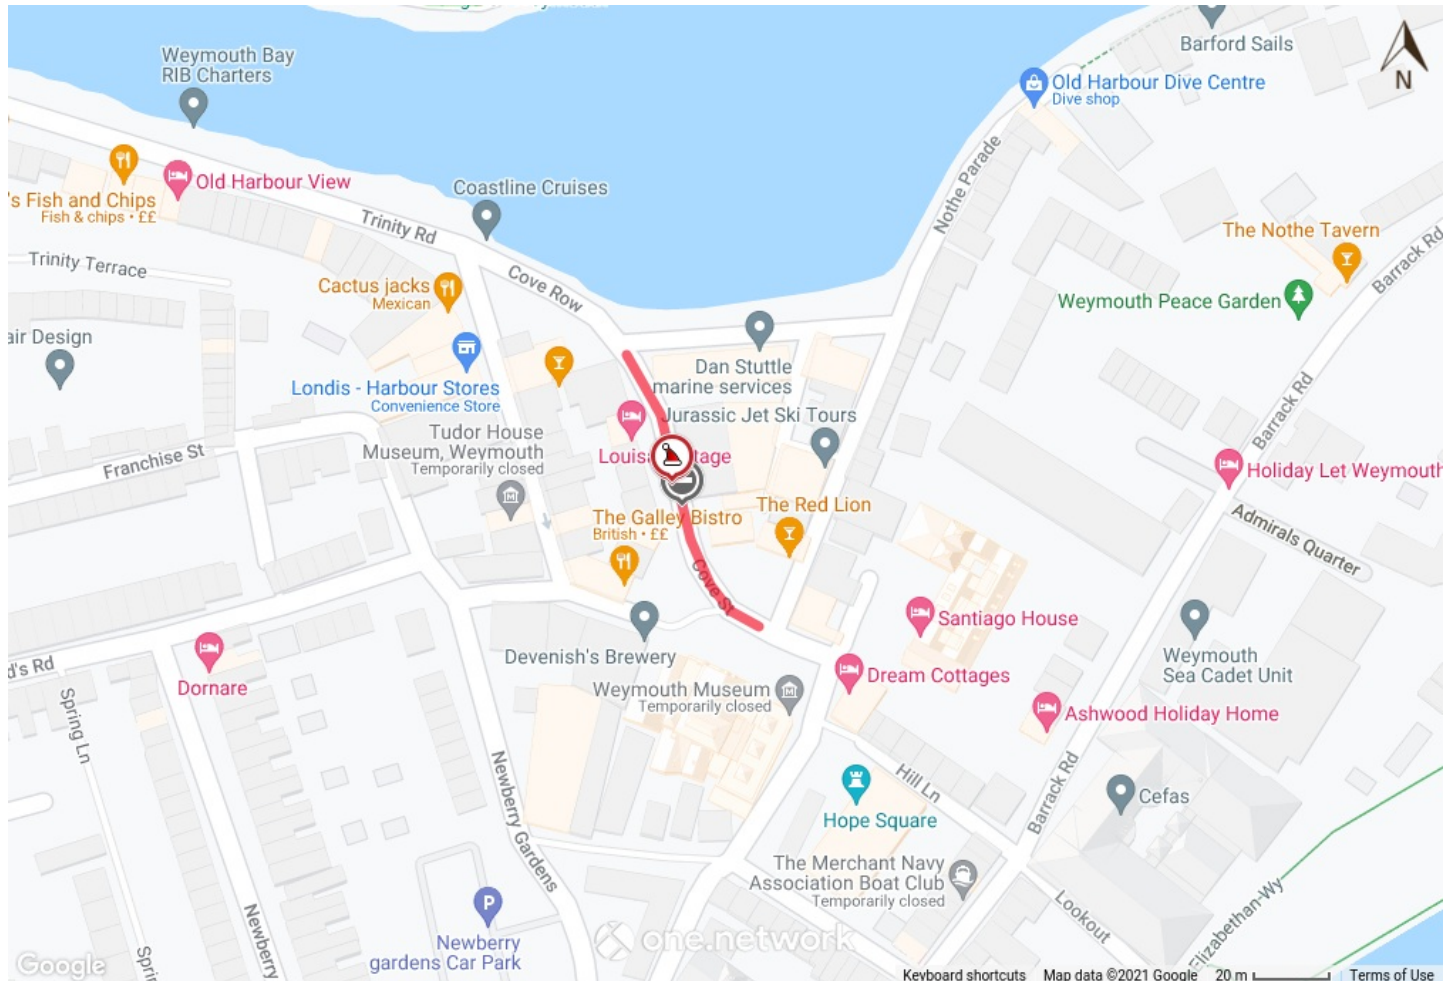 Barford Sails
Weymouth Bay
RIB Charters
N
Old Harbour Dive Centre
Dive shop
Old Harbour View
's Fish and Chips
Fish & chips • ££
Coastline Cruises
Nothe Parade
Trinity Rd
The Nothe Tavern
Barrack Rd
Trinity Terrace
Cove Row
Cactus jacks
Mexican
Weymouth Peace Garden
air Design
Dan Stuttle
marine services
Londis - Harbour Stores
Convenience Store
Jurassic Jet Ski Tours
Barrack Rd
Tudor House
Museum, Weymouth
Temporarily closed
Franchise St
Louisa tage
Holiday Let Weymouth
The Galley Bistro
British • ££
The Red Lion
Admirals Quarter
Cove St
Santiago House
Devenish's Brewery
Weymouth
Sea Cadet Unit
d's Rd
Dornare
Weymouth Museum
Temporarily closed
Dream Cottages
Ashwood Holiday Home
Spring Ln
Newberry Gardens
Hill Ln
Barrack Rd
Cefas
Hope Square
The Merchant Navy
Association Boat Club
Temporarily closed
Lookout
Elizabethan-Wy
P
Newberry
gardens Car Park
Newberry
Spri
one.network
Google
Keyboard shortcuts Map data ©2021 Google 20 m Terms of Use